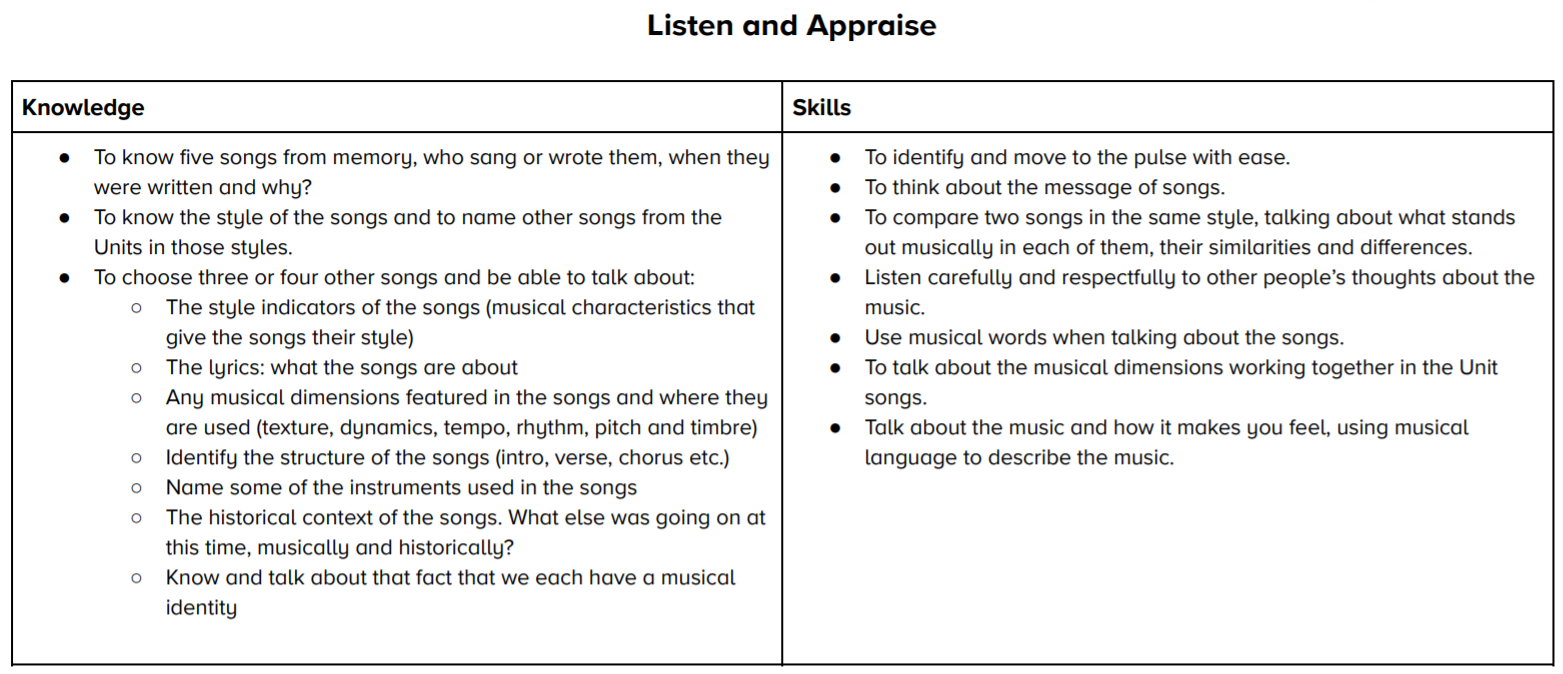 Listen and Appraise
Knowledge
● To know five songs from memory, who sang or wrote them, when they
were written and why?
● To know the style of the songs and to name other songs from the
Units in those styles.
● To choose three or four other songs and be able to talk about:
○ The style indicators of the songs (musical characteristics that
give the songs their style)
○ The lyrics: what the songs are about
○ Any musical dimensions featured in the songs and where they
are used (texture, dynamics, tempo, rhythm, pitch and timbre)
○ Identify the structure of the songs (intro, verse, chorus etc.)
○ Name some of the instruments used in the songs
○ The historical context of the songs. What else was going on at
this time, musically and historically?
○ Know and talk about that fact that we each have a musical
identity
Skills
● To identify and move to the pulse with ease.
● To think about the message of songs.
● To compare two songs in the same style, talking about what stands
out musically in each of them, their similarities and differences.
● Listen carefully and respectfully to other people’s thoughts about the
music.
● Use musical words when talking about the songs.
● To talk about the musical dimensions working together in the Unit
songs.
● Talk about the music and how it makes you feel, using musical
language to describe the music.